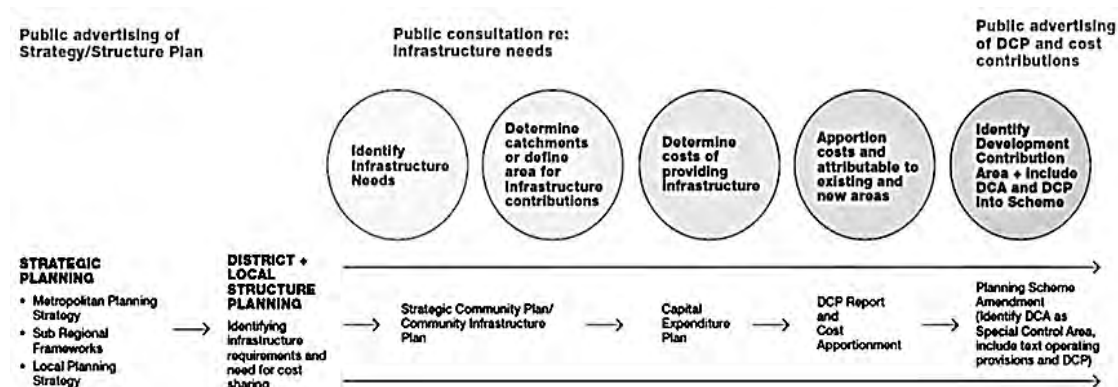 Public advertising of
Strategy/Structure Plan
Public consultation re:
Infrastructure needs
Public advertising
of DCP and cost
contributions
Identify
Infrastructure
Needs
Determine
catchments
or define
area for
infrastructure
contributions
Determine
costs of
providing
infrastructure
Apportion
costs and
attributable to
existing and
new areas
Identify
Development
Contribution
Area + include
DCA and DCP
into Scheme
STRATEGIC
PLANNING
• Metropolitan Planning
Strategy
• Sub Regional
Frameworks
• Local Planning
Strategy
DISTRICT +
LOCAL
STRUCTURE
PLANNING
Identifying
infrastructure
requirements and
need for cost
sharing
Strategic Community Plan/
Community Infrastructure
Plan
Capital
Expenditure
Plan
DCP Report
and
Cost
Apportionment
Planning Scheme
Amendment
(Identify DCA as
Special Control Area,
include text operating
provisions and DCP)